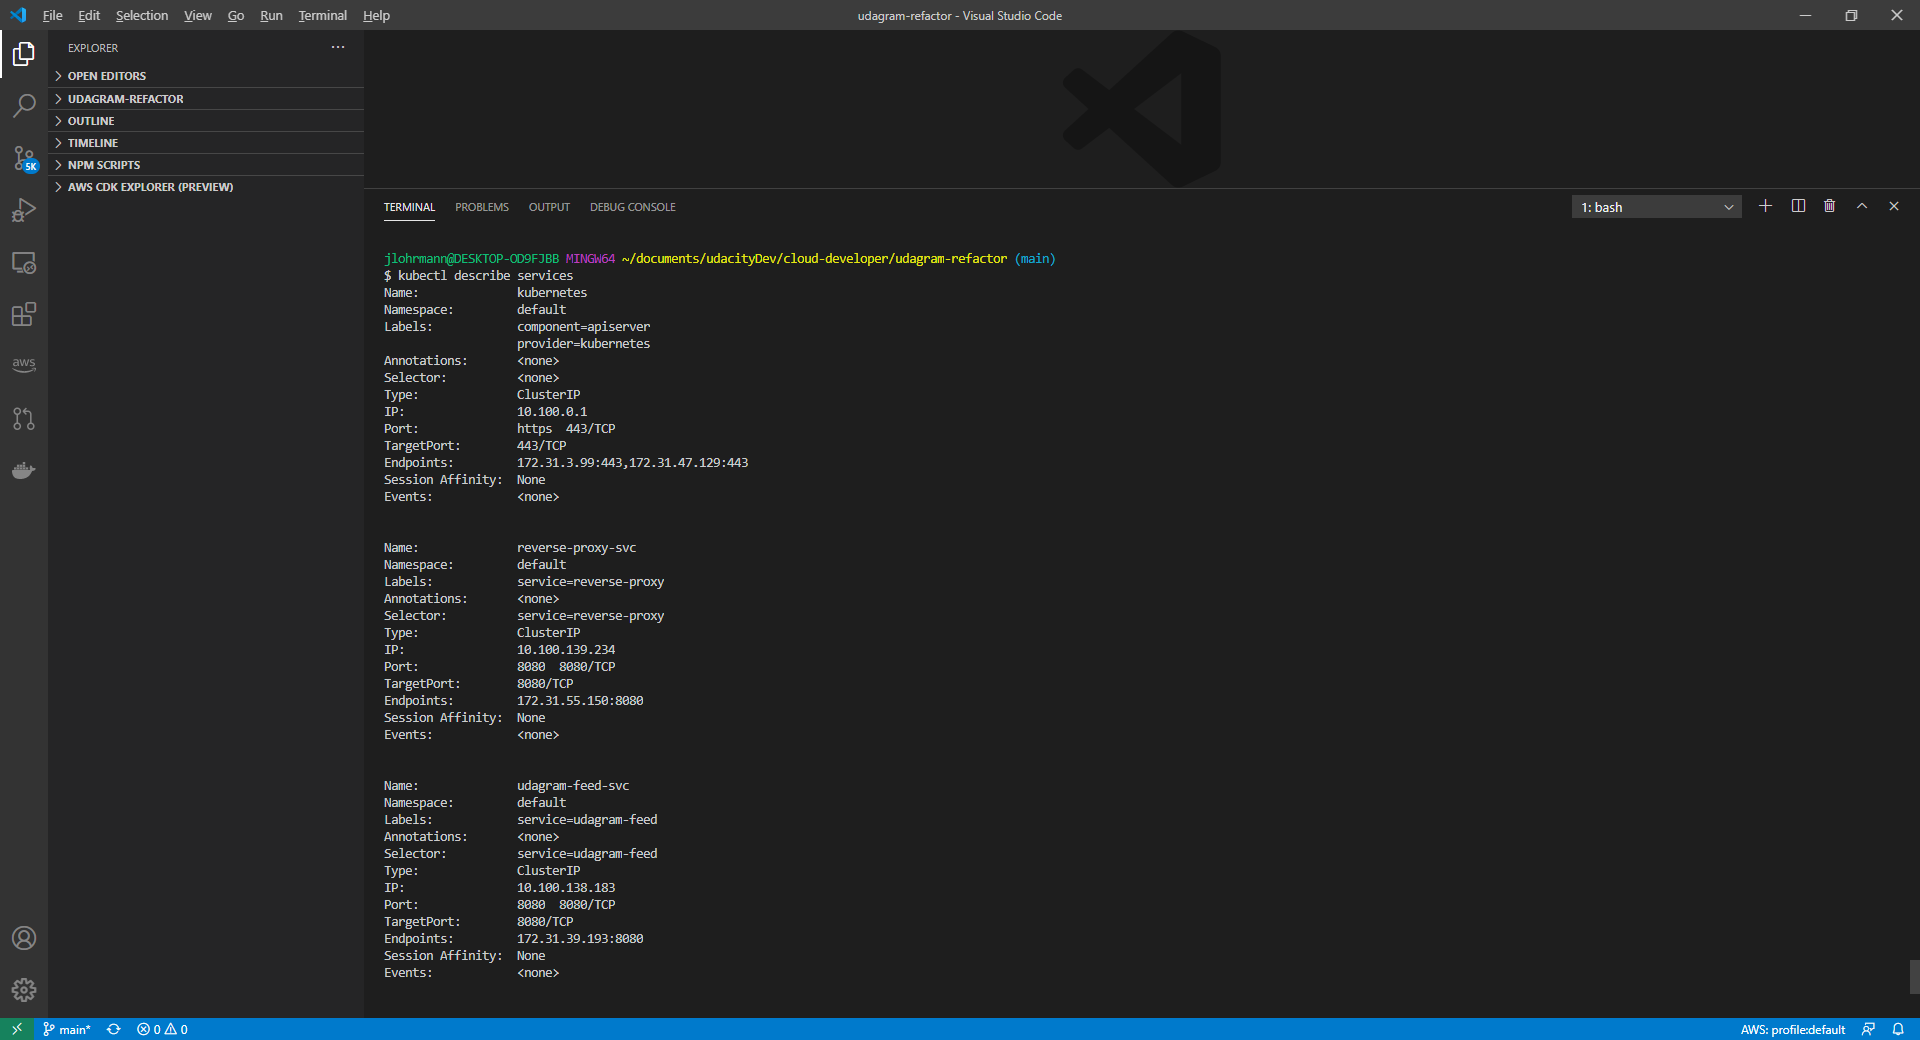 File Edit Selection View Go Run Terminal Help
udagram-refactor - Visual Studio Code
EXPLORER
OPEN EDITORS
UDAGRAM-REFACTOR
OUTLINE
TIMELINE
NPM SCRIPTS
AWS CDK EXPLORER (PREVIEW)
5K
aws
TERMINAL PROBLEMS OUTPUT DEBUG CONSOLE
1: bash
jlohrmann@DESKTOP-OD9FJBB MINGW64 ~/documents/udacityDev/cloud-developer/udagram-refactor (main)
$ kubectl describe services
Name: kubernetes
Namespace: default
Labels: component=apiserver
provider=kubernetes
Annotations: <none>
Selector: <none>
Type: ClusterIP
IP: 10.100.0.1
Port: https 443/TCP
TargetPort: 443/TCP
Endpoints: 172.31.3.99:443,172.31.47.129:443
Session Affinity: None
Events: <none>
Name: reverse-proxy-svc
Namespace: default
Labels: service=reverse-proxy
Annotations: <none>
Selector: service=reverse-proxy
Type: ClusterIP
IP: 10.100.139.234
Port: 8080 8080/TCP
TargetPort: 8080/TCP
Endpoints: 172.31.55.150:8080
Session Affinity: None
Events: <none>
Name: udagram-feed-svc
Namespace: default
Labels: service=udagram-feed
Annotations: <none>
Selector: service=udagram-feed
Type: ClusterIP
IP: 10.100.138.183
Port: 8080 8080/TCP
TargetPort: 8080/TCP
Endpoints: 172.31.39.193:8080
Session Affinity: None
Events: <none>
main* 0 0
AWS: profile:default